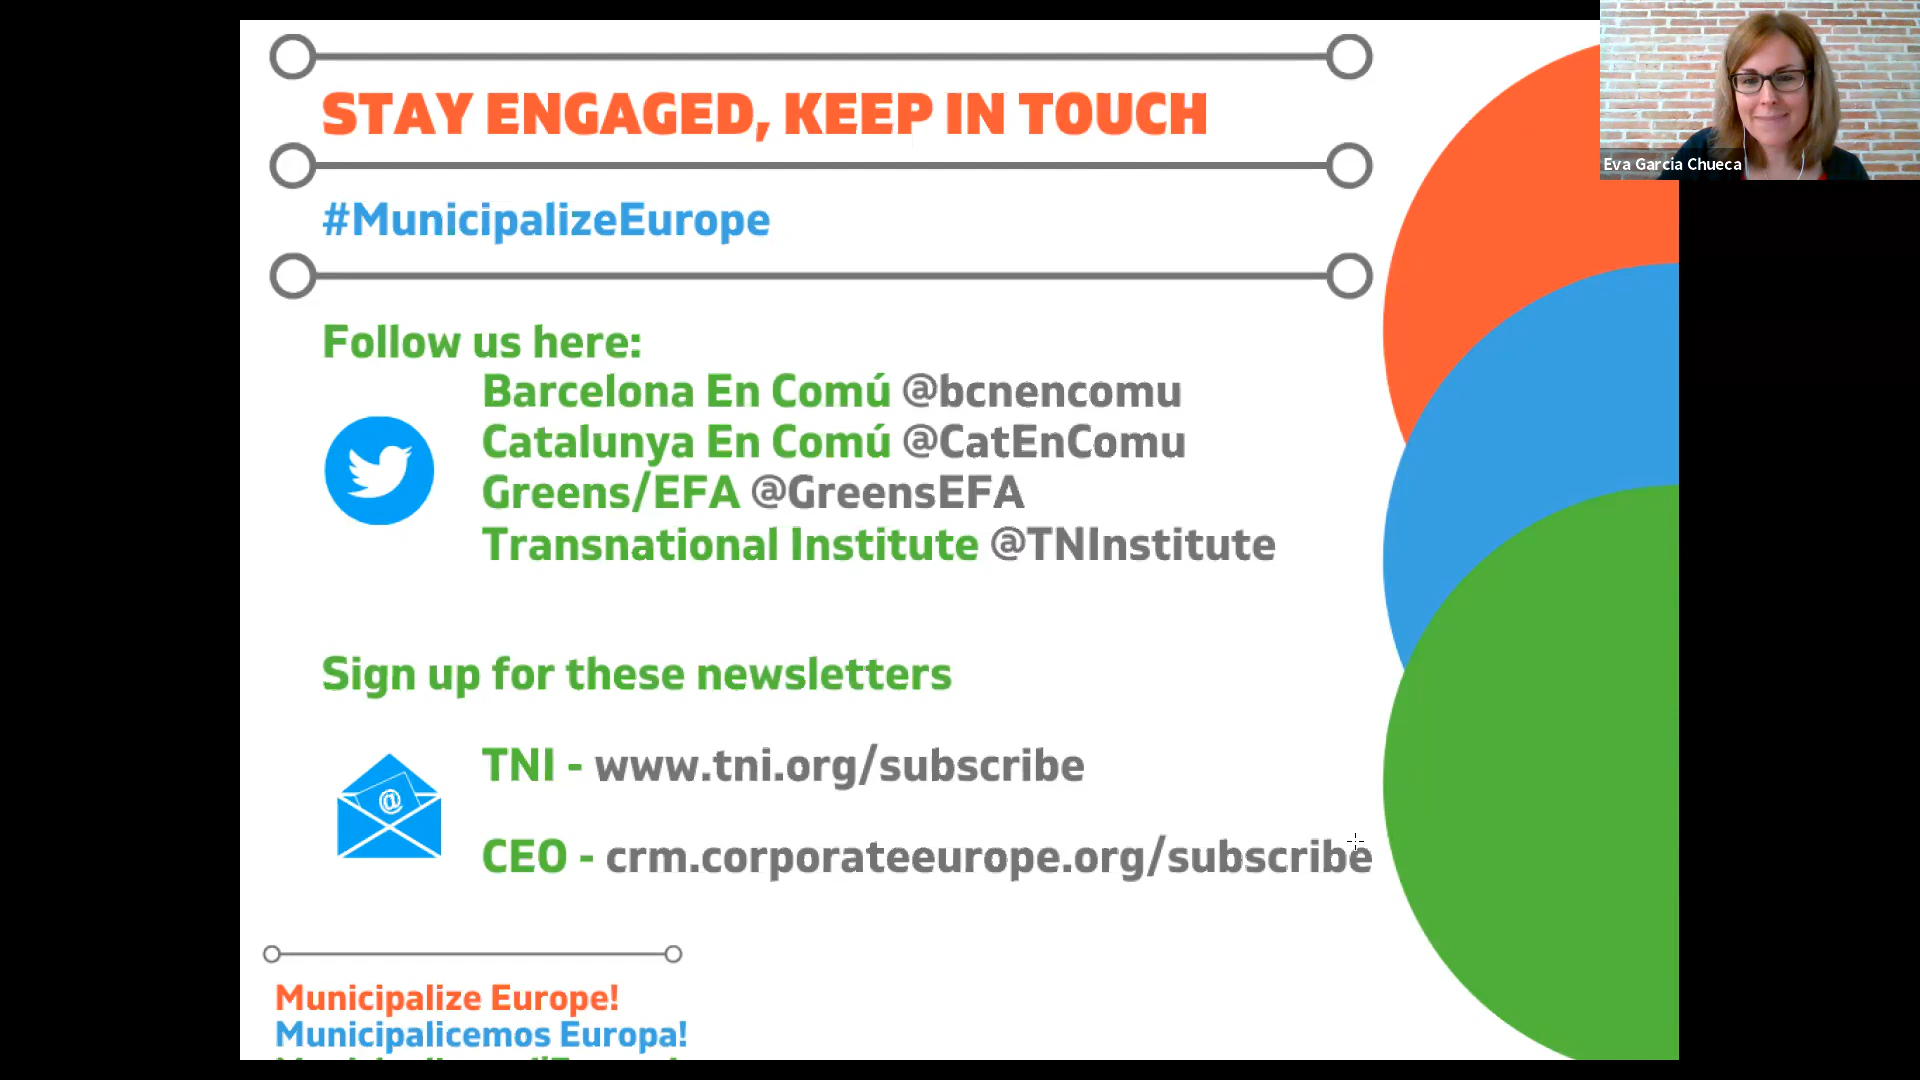 STAY ENGAGED, KEEP IN TOUCH
#MunicipalizeEurope
Follow us here:
Barcelona En Comú @bcnencomu
Catalunya En Comú @CatEnComu
Greens/EFA @GreensEFA
Transnational Institute @TNInstitute
Sign up for these newsletters
@
TNI - www.tni.org/subscribe
CEO - crm.corporateeurope.org/subscribe
Municipalize Europe!
Municipalicemos Europa!
Eva Garcia Chueca